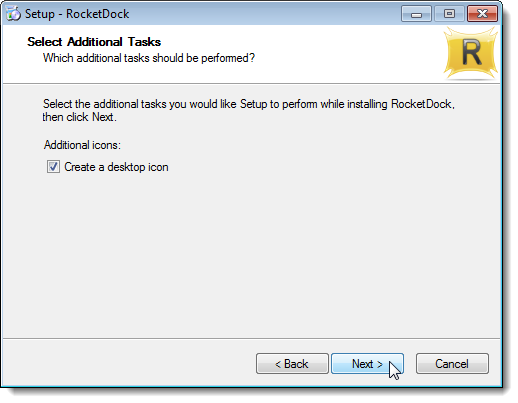 Setup - RocketDock
Select Additional Tasks
Which additional tasks should be performed?
R
Select the additional tasks you would like Setup to perform while installing RocketDock,
then click Next.
Additional icons:
Create a desktop icon
< Back
Next >
Cancel